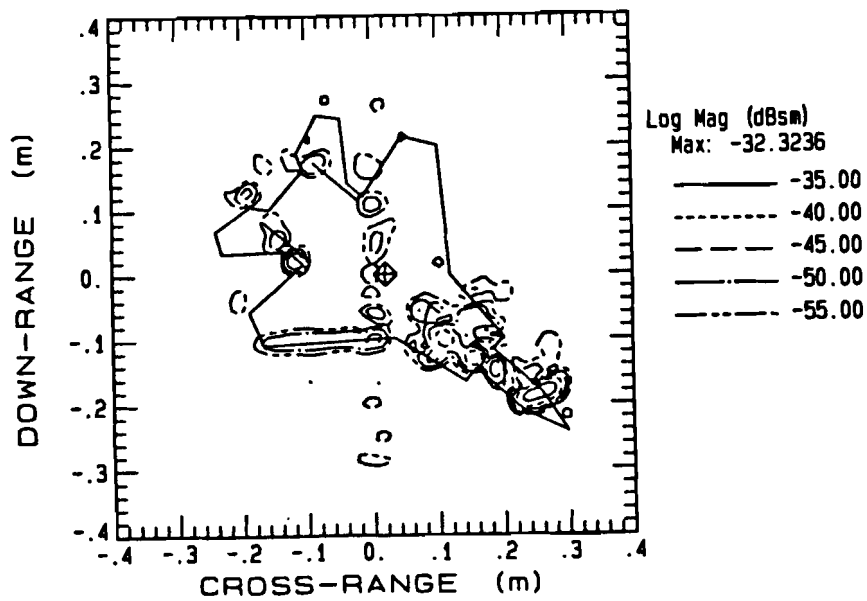 .4
.3
.2
.1
0.
-.1
-.2
-.3
-.4
DOWN-RANGE (m)
-.4 -.3 -.2 -.1 0. .1 .2 .3 .4
CROSS-RANGE (m)
Log Mag (dBsm)
Max: -32.3236
-35.00
-40.00
-45.00
-50.00
-55.00